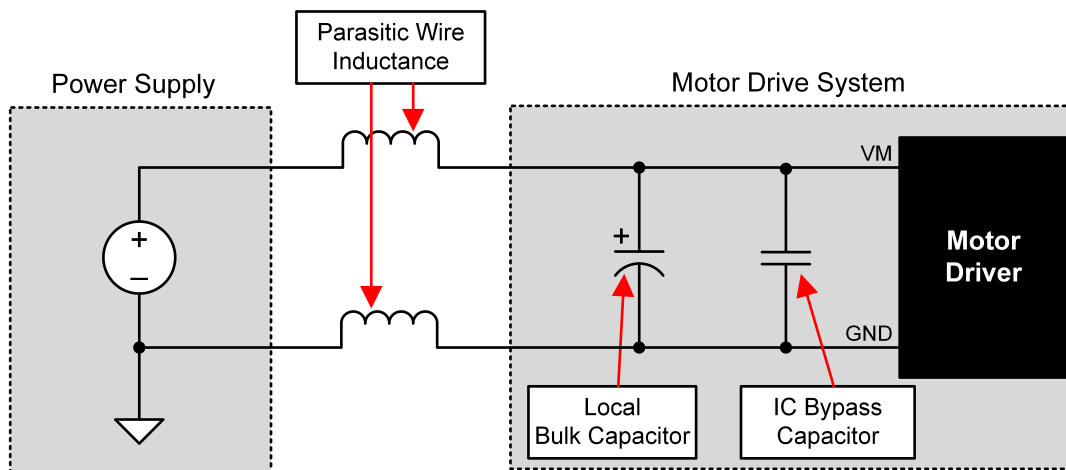 Parasitic Wire
Inductance
Power Supply
Motor Drive System
VM
+
–
+
Motor
Driver
GND
Local
Bulk Capacitor
IC Bypass
Capacitor